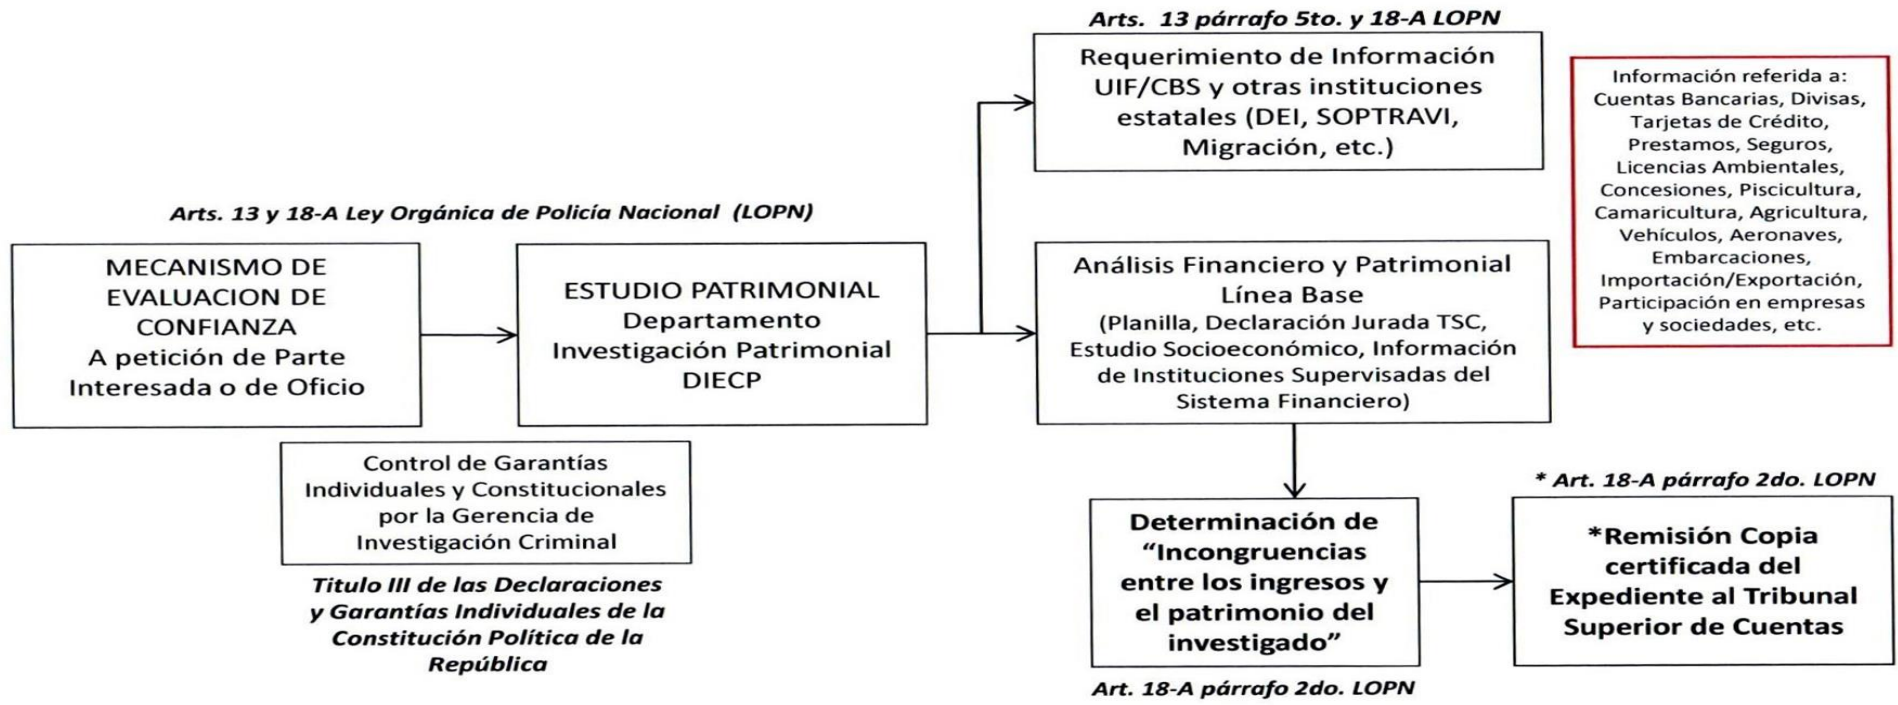 Arts. 13 y 18-A Ley Orgánica de Policía Nacional (LOPN)
MECANISMO DE
EVALUACION DE
CONFIANZA
A petición de Parte
Interesada o de Oficio
ESTUDIO PATRIMONIAL
Departamento
Investigación Patrimonial
DIECP
Control de Garantías
Individuales y Constitucionales
por la Gerencia de
Investigación Criminal
Titulo III de las Declaraciones
y Garantías Individuales de la
Constitución Política de la
República
Arts. 13 párrafo 5to. y 18-A LOPN
Requerimiento de Información
UIF/CBS y otras instituciones
estatales (DEI, SOPTRAVI,
Migración, etc.)
Información referida a:
Cuentas Bancarias, Divisas,
Tarjetas de Crédito,
Prestamos, Seguros,
Licencias Ambientales,
Concesiones, Piscicultura,
Camaricultura, Agricultura,
Vehículos, Aeronaves,
Embarcaciones,
Importación/Exportación,
Participación en empresas
y sociedades, etc.
Análisis Financiero y Patrimonial
Línea Base
(Planilla, Declaración Jurada TSC,
Estudio Socioeconómico, Información
de Instituciones Supervisadas del
Sistema Financiero)
Determinación de
“Incongruencias
entre los ingresos y
el patrimonio del
investigado”
Art. 18-A párrafo 2do. LOPN
* Art. 18-A párrafo 2do. LOPN
*Remisión Copia
certificada del
Expediente al Tribunal
Superior de Cuentas